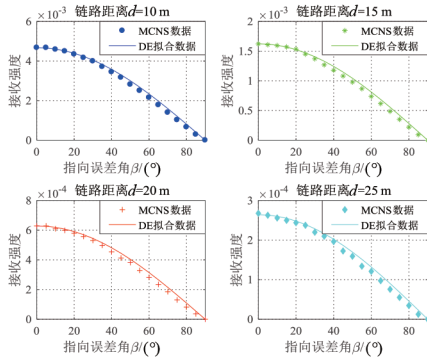 链路距离d=10 m
×10⁻³
6
4
2
0
接收强度
MCNS数据
DE拟合数据
0 20 40 60 80
指向误差角β/(°)
链路距离d=15 m
×10⁻³
2
1.5
1
0.5
0
接收强度
MCNS数据
DE拟合数据
0 20 40 60 80
指向误差角β/(°)
链路距离d=20 m
×10⁻⁴
8
6
4
2
0
接收强度
MCNS数据
DE拟合数据
0 20 40 60 80
指向误差角β/(°)
链路距离d=25 m
×10⁻⁴
3
2
1
0
接收强度
MCNS数据
DE拟合数据
0 20 40 60 80
指向误差角β/(°)